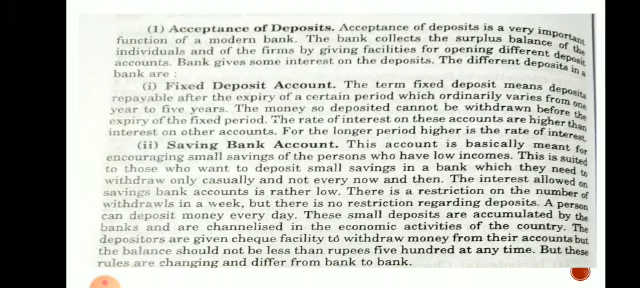 (1) Acceptance of Deposits. Acceptance of deposits is a very important
function of a modern bank. The bank collects the surplus balance of the
individuals and of the firms by giving facilities for opening different deposit
accounts. Bank gives some interest on the deposits. The different deposits in a
bank are :
(i) Fixed Deposit Account. The term fixed deposit means deposits
repayable after the expiry of a certain period which ordinarily varies from one
year to five years. The money so deposited cannot be withdrawn before the
expiry of the fixed period. The rate of interest on these accounts are higher than
interest on other accounts. For the longer period higher is the rate of interest.
(ii) Saving Bank Account. This account is basically meant for
encouraging small savings of the persons who have low incomes. This is suited
to those who want to deposit small savings in a bank which they need to
withdraw only casually and not every now and then. The interest allowed on
savings bank accounts is rather low. There is a restriction on the number of
withdrawls in a week, but there is no restriction regarding deposits. A person
can deposit money every day. These small deposits are accumulated by the
banks and are channelised in the economic activities of the country. The
depositors are given cheque facility to withdraw money from their accounts but
the balance should not be less than rupees five hundred at any time. But these
rules are changing and differ from bank to bank.